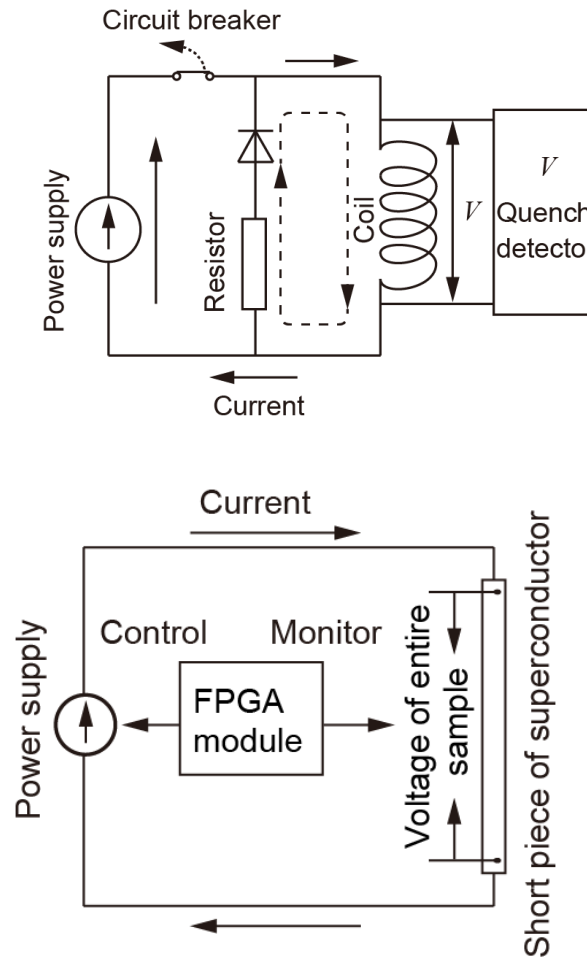 Circuit breaker
Power supply
Resistor
Coil
V
V
Quench
detecto
Current
Current
Power supply
Control
Monitor
FPGA
module
Voltage of entire
sample
Short piece of superconductor